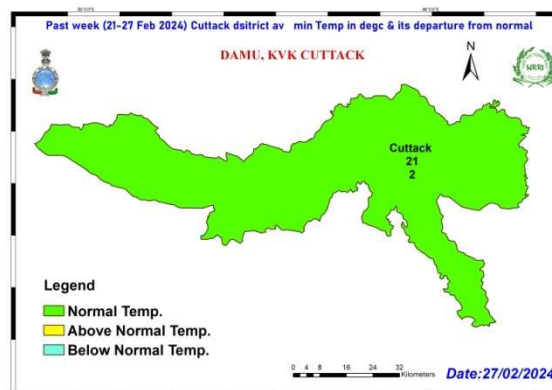 Past week (21-27 Feb 2024) Cuttack dsitrict av min Temp in degc & its departure from normal
DAMU, KVK CUTTACK
N
NRRI
Cuttack
21
2
Legend
Normal Temp.
Above Normal Temp.
Below Normal Temp.
0 4 8 16 24 32
Kilometers
Date:27/02/2024